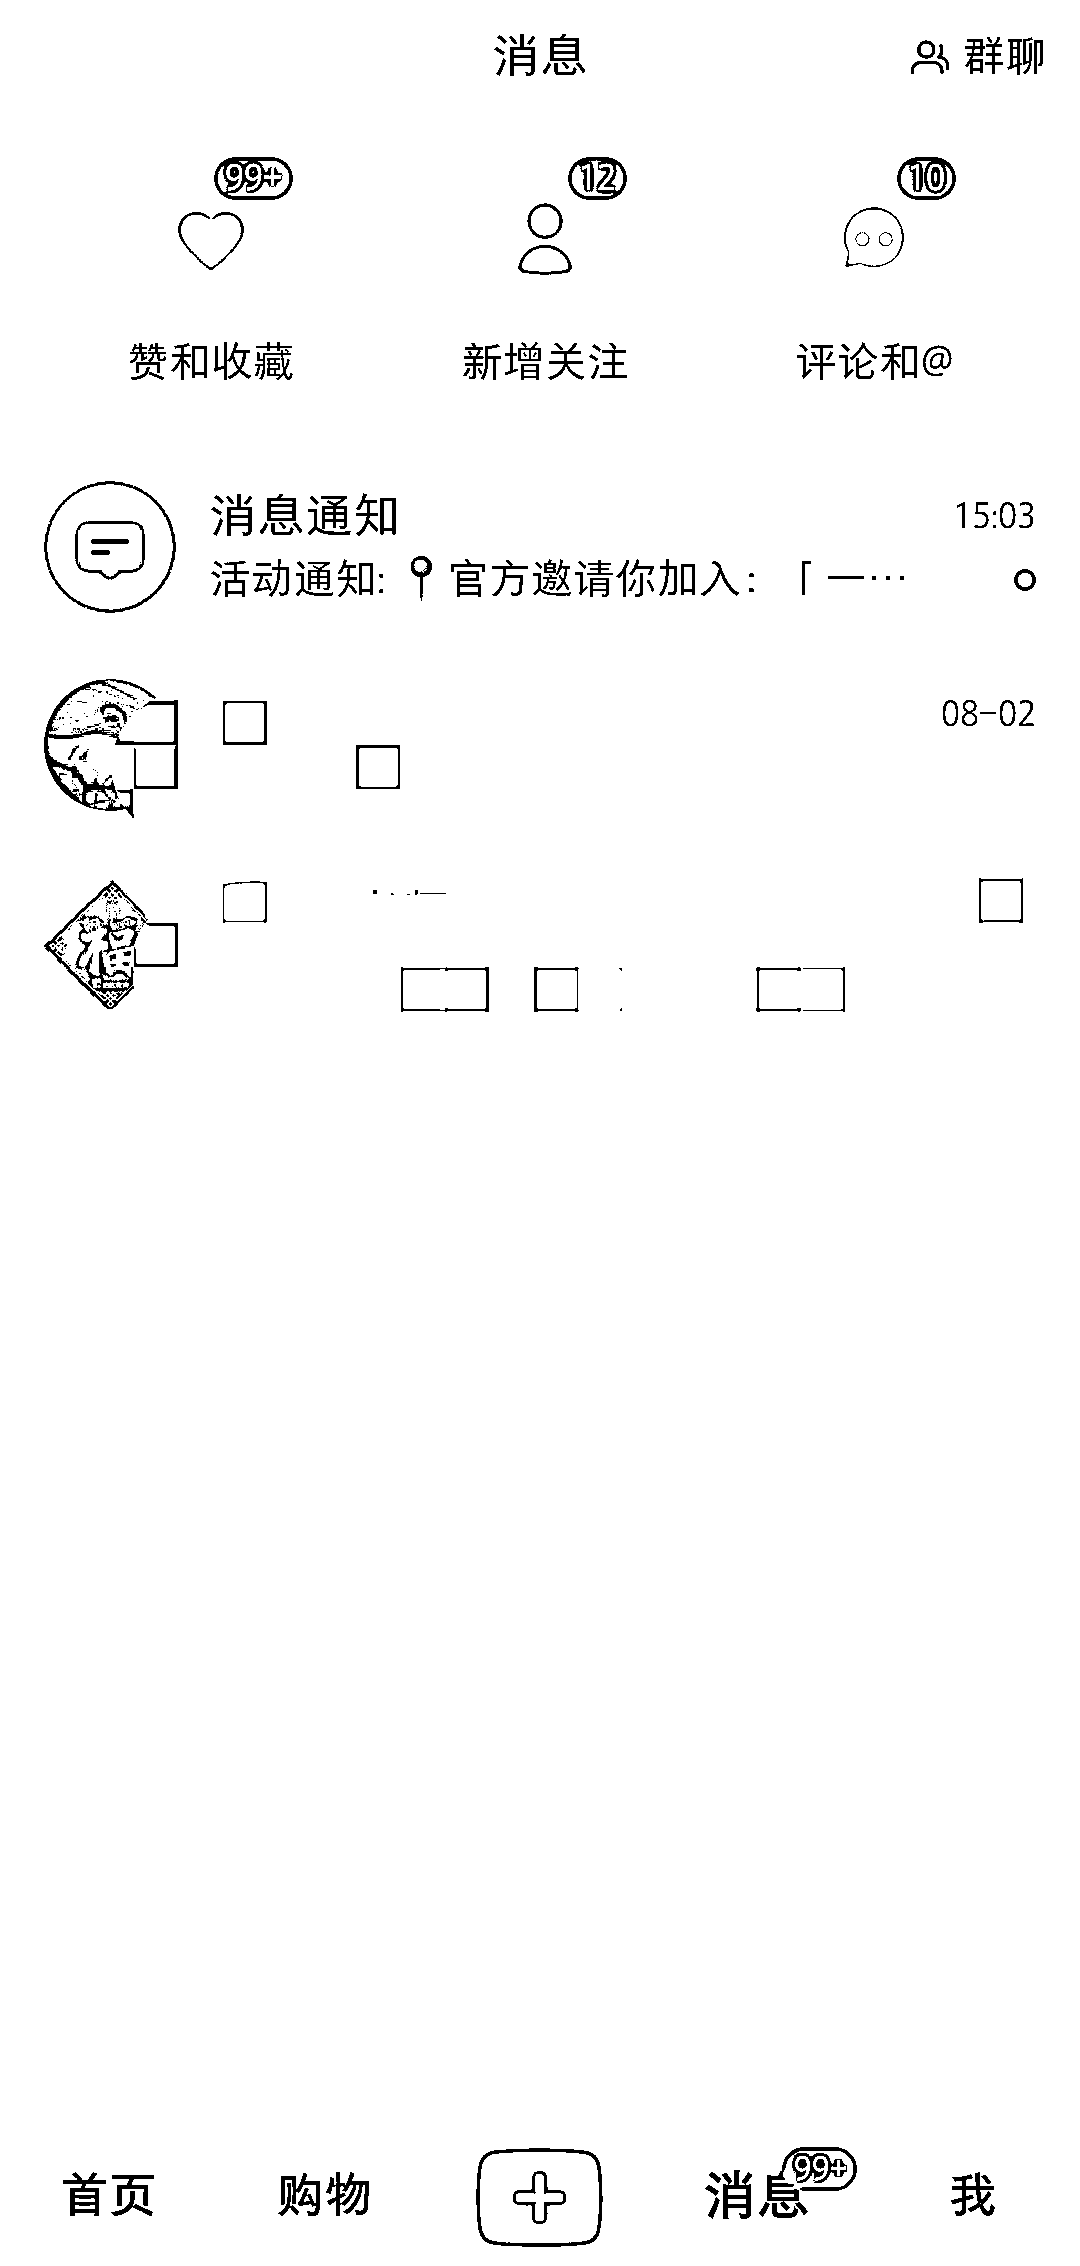 消息
群聊
99+ 12 10
赞和收藏 新增关注 评论和@
消息通知 15:03
活动通知: 官方邀请你加入：「一…
08-02
福
首页 购物 消息 99+ 我